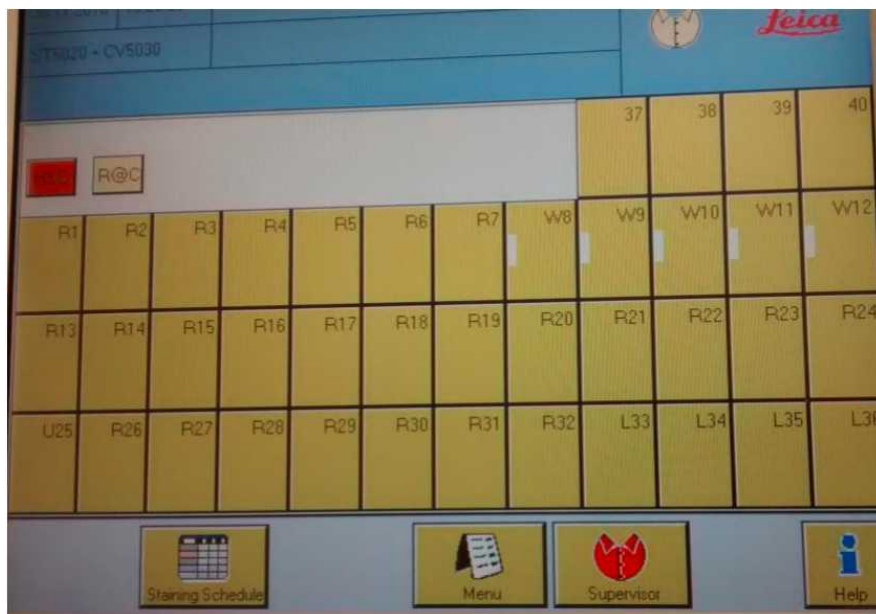 ST5020 - CV5030
Leica
37 38 39 40
R@C
R1 R2 R3 R4 R5 R6 R7 W8 W9 W10 W11 W12
R13 R14 R15 R16 R17 R18 R19 R20 R21 R22 R23 R24
U25 R26 R27 R28 R29 R30 R31 R32 L33 L34 L35 L36
Staining Schedule Menu Supervisor Help